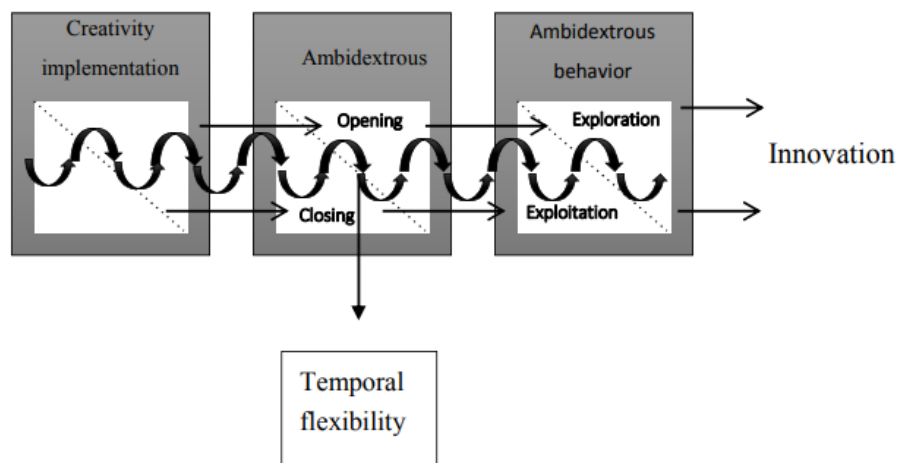 Creativity
implementation
Ambidextrous
Ambidextrous
behavior
Opening
Closing
Exploration
Exploitation
Innovation
Temporal
flexibility